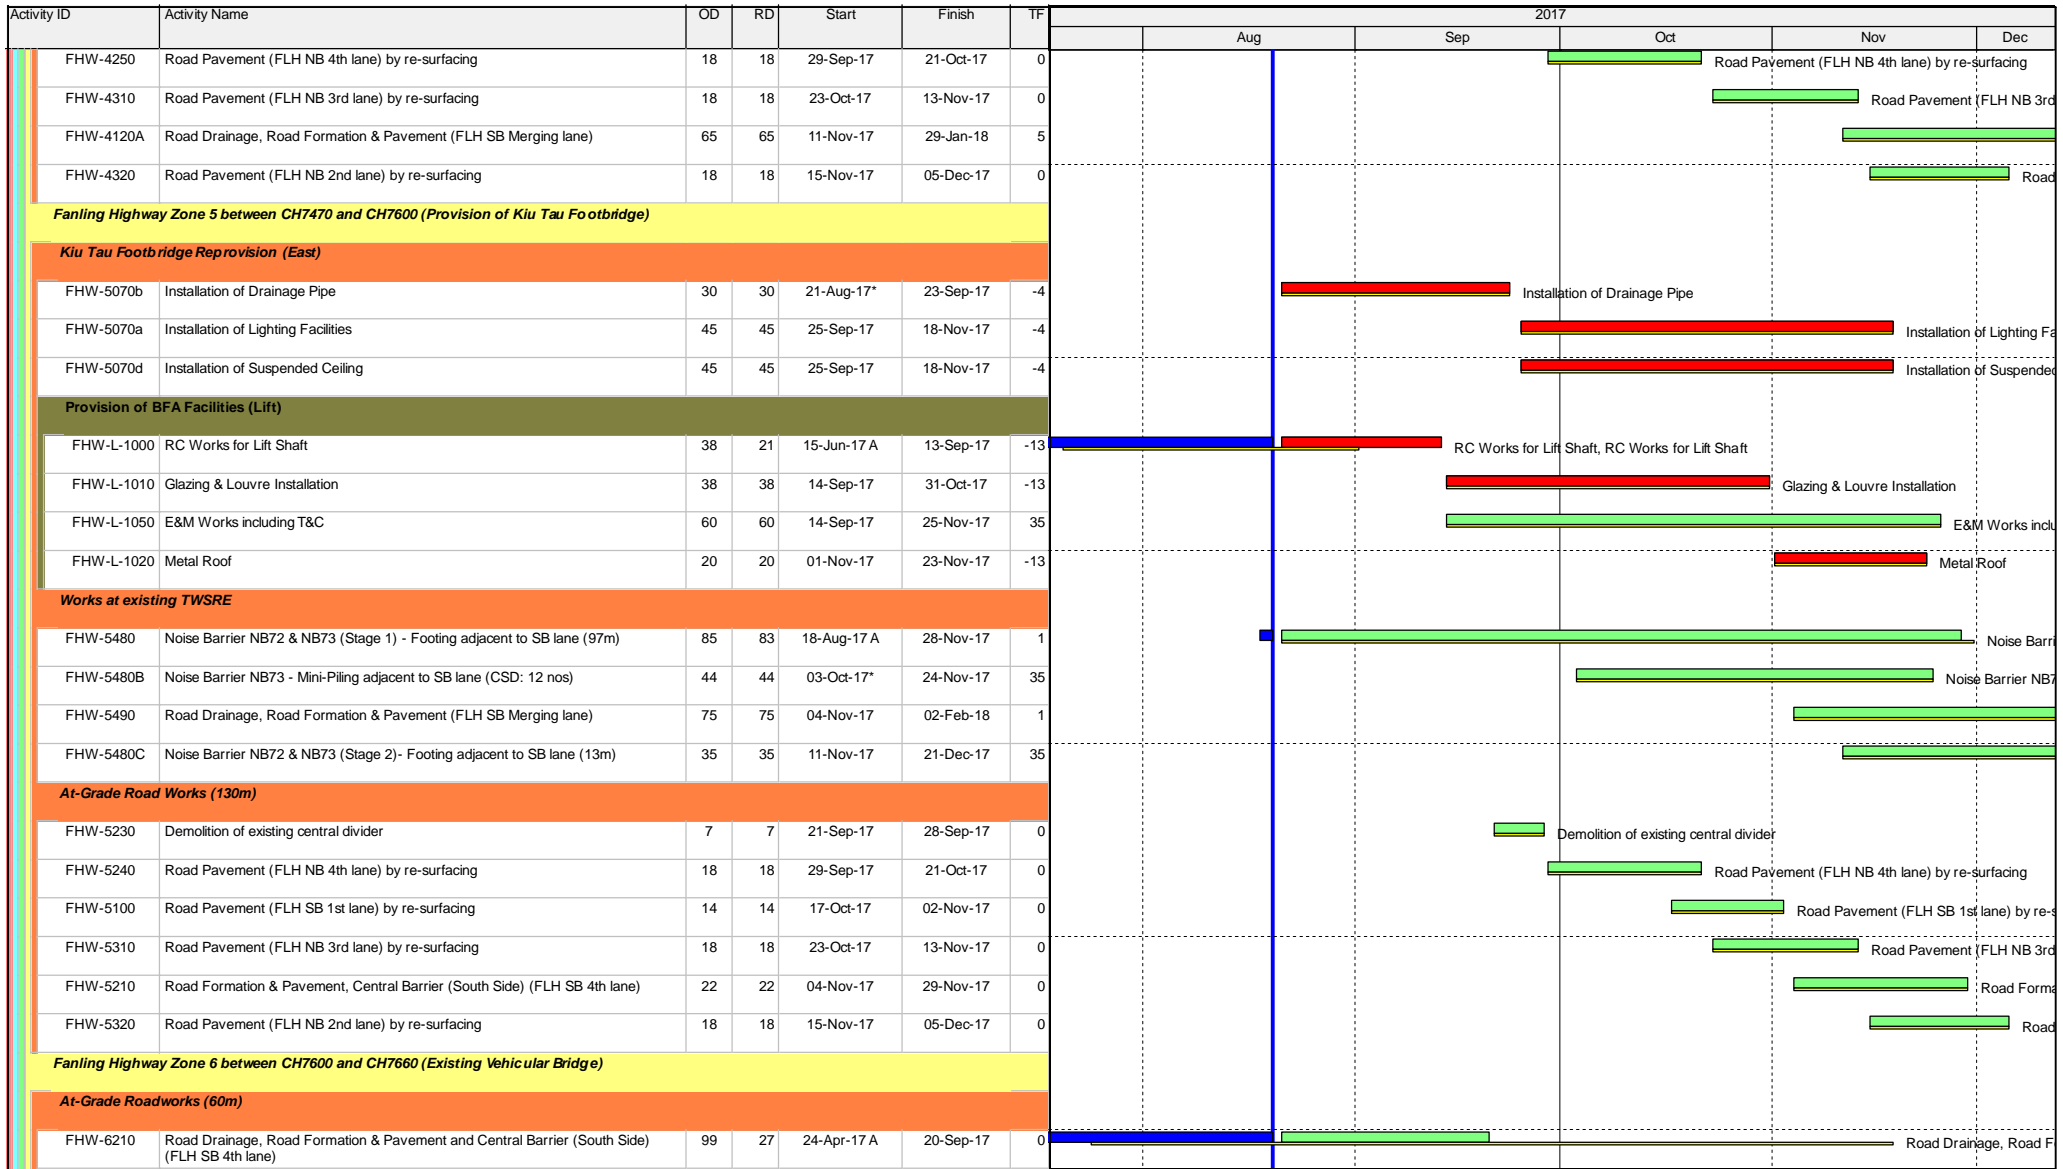 Activity ID Activity Name OD RD Start Finish TF 2017
Aug Sep Oct Nov Dec
FHW-4250 Road Pavement (FLH NB 4th lane) by re-surfacing 18 18 29-Sep-17 21-Oct-17 0 Road Pavement (FLH NB 4th lane) by re-surfacing
FHW-4310 Road Pavement (FLH NB 3rd lane) by re-surfacing 18 18 23-Oct-17 13-Nov-17 0 Road Pavement (FLH NB 3rd
FHW-4120A Road Drainage, Road Formation & Pavement (FLH SB Merging lane) 65 65 11-Nov-17 29-Jan-18 5
FHW-4320 Road Pavement (FLH NB 2nd lane) by re-surfacing 18 18 15-Nov-17 05-Dec-17 0 Road
Fanling Highway Zone 5 between CH7470 and CH7600 (Provision of Kiu Tau Footbridge)
Kiu Tau Footbridge Reprovision (East)
FHW-5070b Installation of Drainage Pipe 30 30 21-Aug-17* 23-Sep-17 -4 Installation of Drainage Pipe
FHW-5070a Installation of Lighting Facilities 45 45 25-Sep-17 18-Nov-17 -4 Installation of Lighting Fa
FHW-5070d Installation of Suspended Ceiling 45 45 25-Sep-17 18-Nov-17 -4 Installation of Suspended
Provision of BFA Facilities (Lift)
FHW-L-1000 RC Works for Lift Shaft 38 21 15-Jun-17 A 13-Sep-17 -13 RC Works for Lift Shaft, RC Works for Lift Shaft
FHW-L-1010 Glazing & Louvre Installation 38 38 14-Sep-17 31-Oct-17 -13 Glazing & Louvre Installation
FHW-L-1050 E&M Works including T&C 60 60 14-Sep-17 25-Nov-17 35 E&M Works inclu
FHW-L-1020 Metal Roof 20 20 01-Nov-17 23-Nov-17 -13 Metal Roof
Works at existing TWSRE
FHW-5480 Noise Barrier NB72 & NB73 (Stage 1) - Footing adjacent to SB lane (97m) 85 83 18-Aug-17 A 28-Nov-17 1 Noise Barri
FHW-5480B Noise Barrier NB73 - Mini-Piling adjacent to SB lane (CSD: 12 nos) 44 44 03-Oct-17* 24-Nov-17 35 Noise Barrier NB7
FHW-5490 Road Drainage, Road Formation & Pavement (FLH SB Merging lane) 75 75 04-Nov-17 02-Feb-18 1
FHW-5480C Noise Barrier NB72 & NB73 (Stage 2)- Footing adjacent to SB lane (13m) 35 35 11-Nov-17 21-Dec-17 35
At-Grade Road Works (130m)
FHW-5230 Demolition of existing central divider 7 7 21-Sep-17 28-Sep-17 0 Demolition of existing central divider
FHW-5240 Road Pavement (FLH NB 4th lane) by re-surfacing 18 18 29-Sep-17 21-Oct-17 0 Road Pavement (FLH NB 4th lane) by re-surfacing
FHW-5100 Road Pavement (FLH SB 1st lane) by re-surfacing 14 14 17-Oct-17 02-Nov-17 0 Road Pavement (FLH SB 1st lane) by re-s
FHW-5310 Road Pavement (FLH NB 3rd lane) by re-surfacing 18 18 23-Oct-17 13-Nov-17 0 Road Pavement (FLH NB 3rd
FHW-5210 Road Formation & Pavement, Central Barrier (South Side) (FLH SB 4th lane) 22 22 04-Nov-17 29-Nov-17 0 Road Forma
FHW-5320 Road Pavement (FLH NB 2nd lane) by re-surfacing 18 18 15-Nov-17 05-Dec-17 0 Road
Fanling Highway Zone 6 between CH7600 and CH7660 (Existing Vehicular Bridge)
At-Grade Roadworks (60m)
FHW-6210 Road Drainage, Road Formation & Pavement and Central Barrier (South Side) 99 27 24-Apr-17 A 20-Sep-17 0 Road Drainage, Road F
(FLH SB 4th lane)